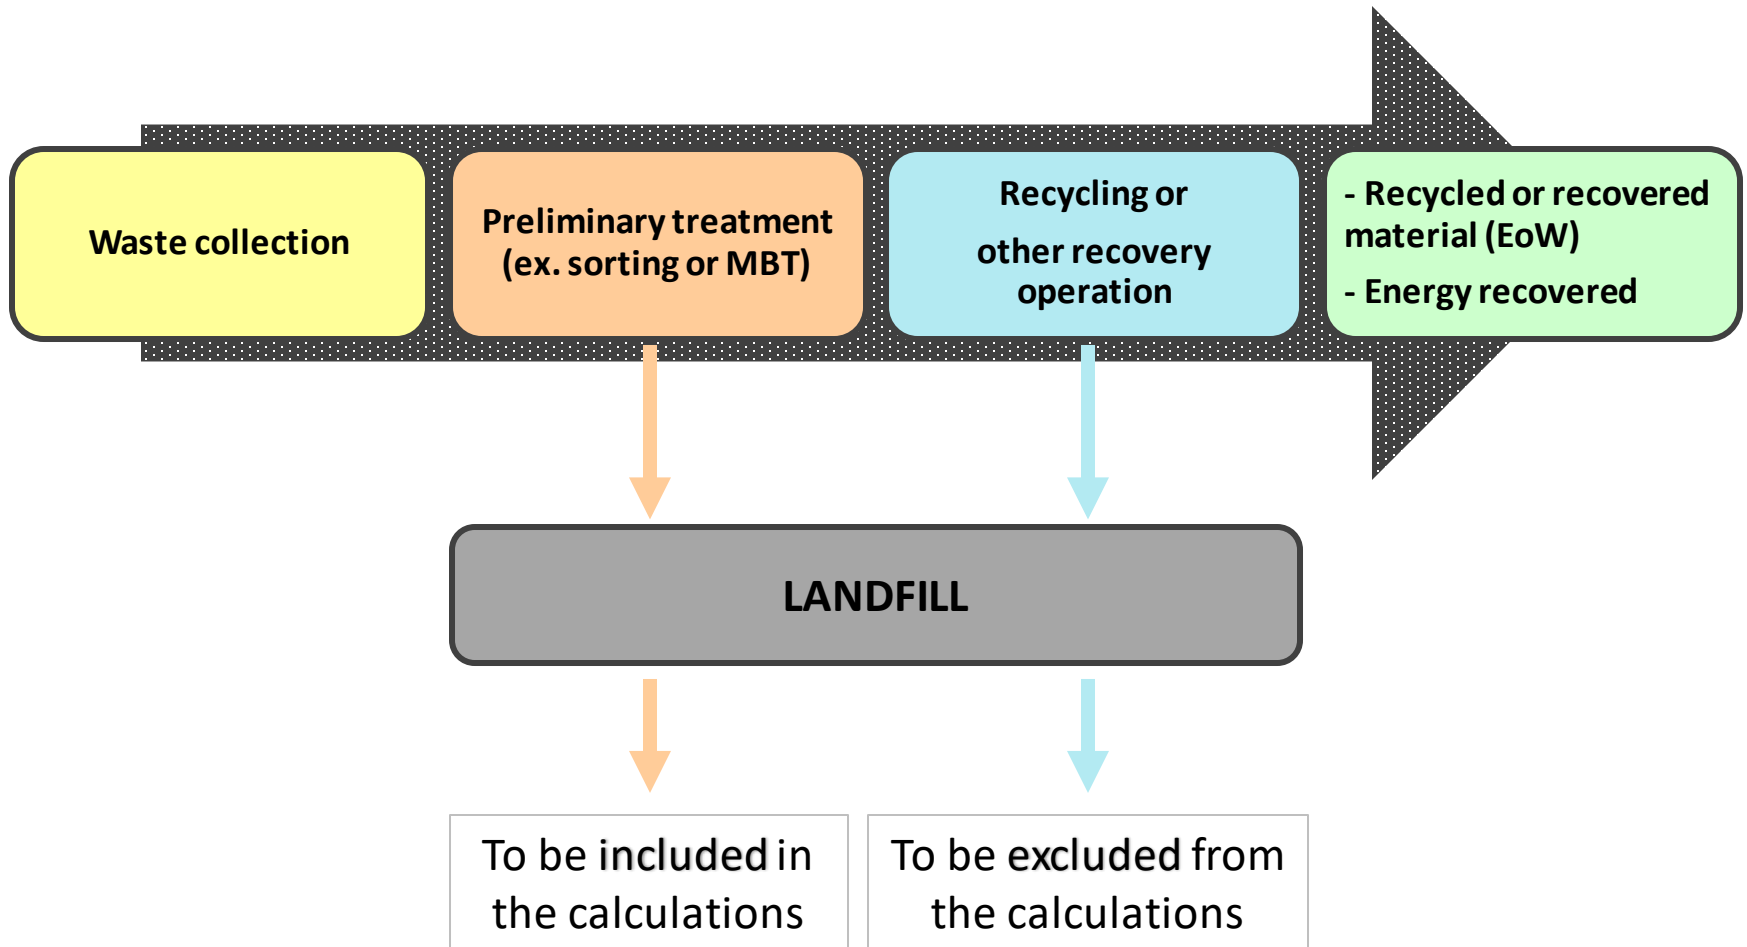 Waste collection
Preliminary treatment
(ex. sorting or MBT)
Recycling or
other recovery
operation
- Recycled or recovered
material (EoW)
- Energy recovered
LANDFILL
To be included in
the calculations
To be excluded from
the calculations